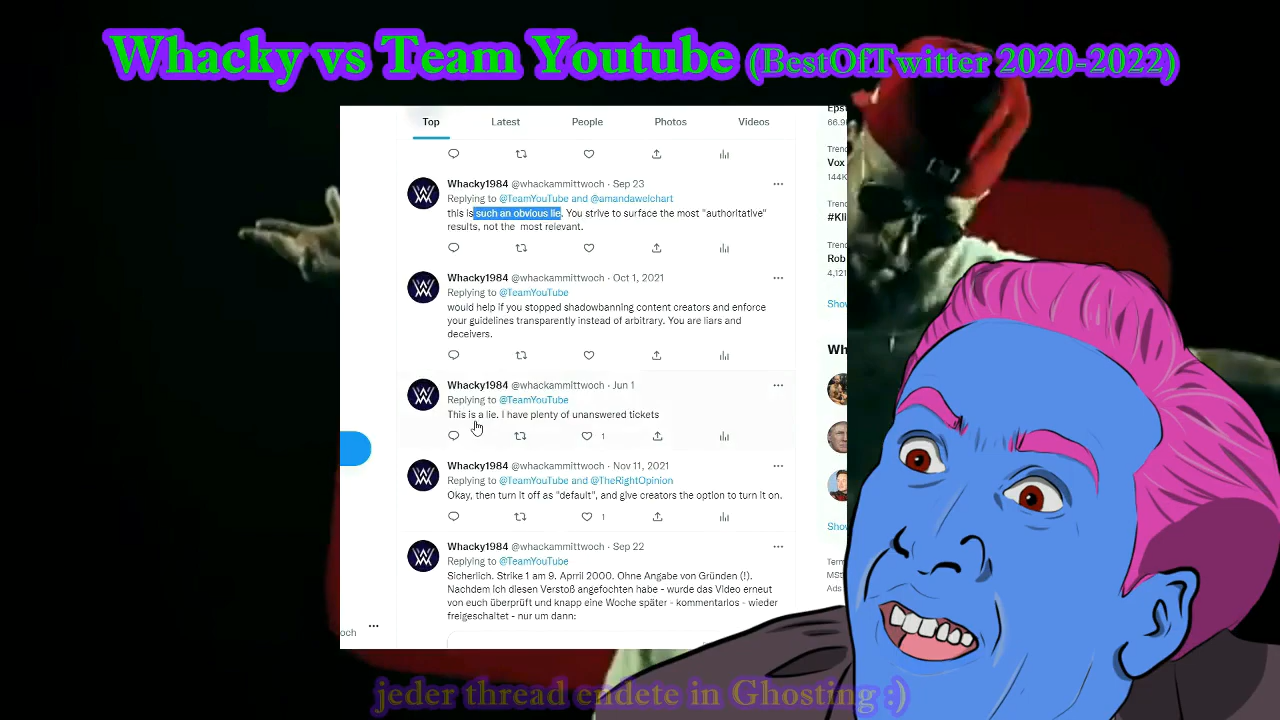 Whacky vs Team Youtube (BestOfTwitter 2020-2022)
Top Latest People Photos Videos
Whacky1984 @whackammittwoch · Sep 23
Replying to @TeamYouTube and @amandawelchart
this is such an obvious lie. You strive to surface the most "authoritative"
results, not the most relevant.
Whacky1984 @whackammittwoch · Oct 1, 2021
Replying to @TeamYouTube
would help if you stopped shadowbanning content creators and enforce
your guidelines transparently instead of arbitrary. You are liars and
deceivers.
Whacky1984 @whackammittwoch · Jun 1
Replying to @TeamYouTube
This is a lie. I have plenty of unanswered tickets
1
Whacky1984 @whackammittwoch · Nov 11, 2021
Replying to @TeamYouTube and @TheRightOpinion
Okay, then turn it off as "default", and give creators the option to turn it on.
1
Whacky1984 @whackammittwoch · Sep 22
Replying to @TeamYouTube
Sicherlich. Strike 1 am 9. Aprril 2000. Ohne Angabe von Gründen (!).
Nachdem ich diesen Verstoß angefochten habe - wurde das Video erneut
von euch überprüft und knapp eine Woche später - kommentarlos - wieder
freigeschaltet - nur um dann:
och
Eps
66.9
Trend
Vox
144K
Trend
#Kli
Trend
Rob
4,121
Sho
Wh
Sho
Term
MSt
Ads
jeder thread endete in Ghosting :)